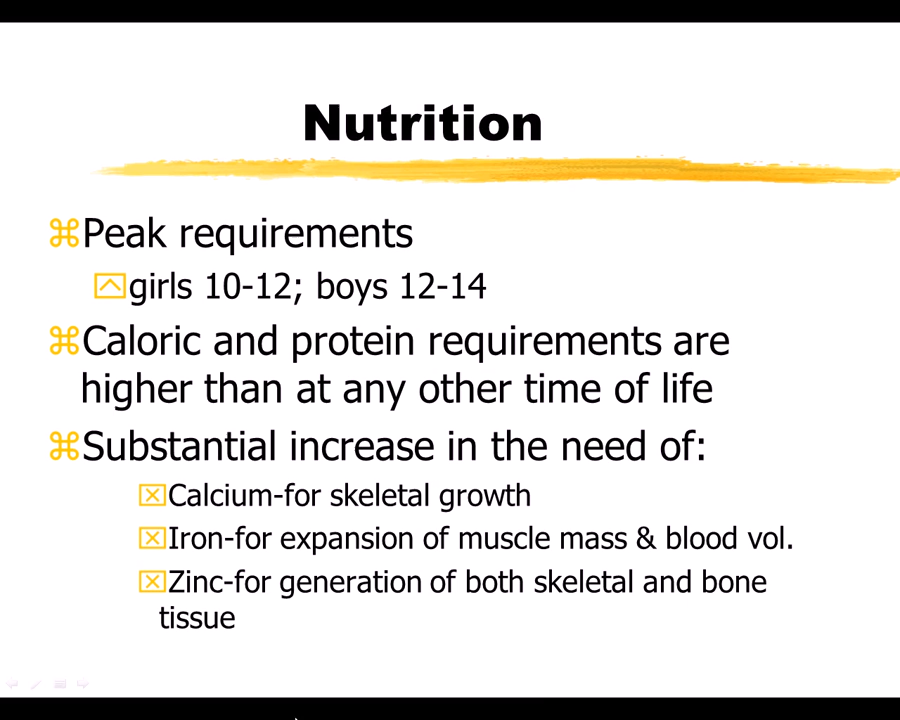 Nutrition
Peak requirements
girls 10-12; boys 12-14
Caloric and protein requirements are
higher than at any other time of life
Substantial increase in the need of:
Calcium-for skeletal growth
Iron-for expansion of muscle mass & blood vol.
Zinc-for generation of both skeletal and bone
tissue